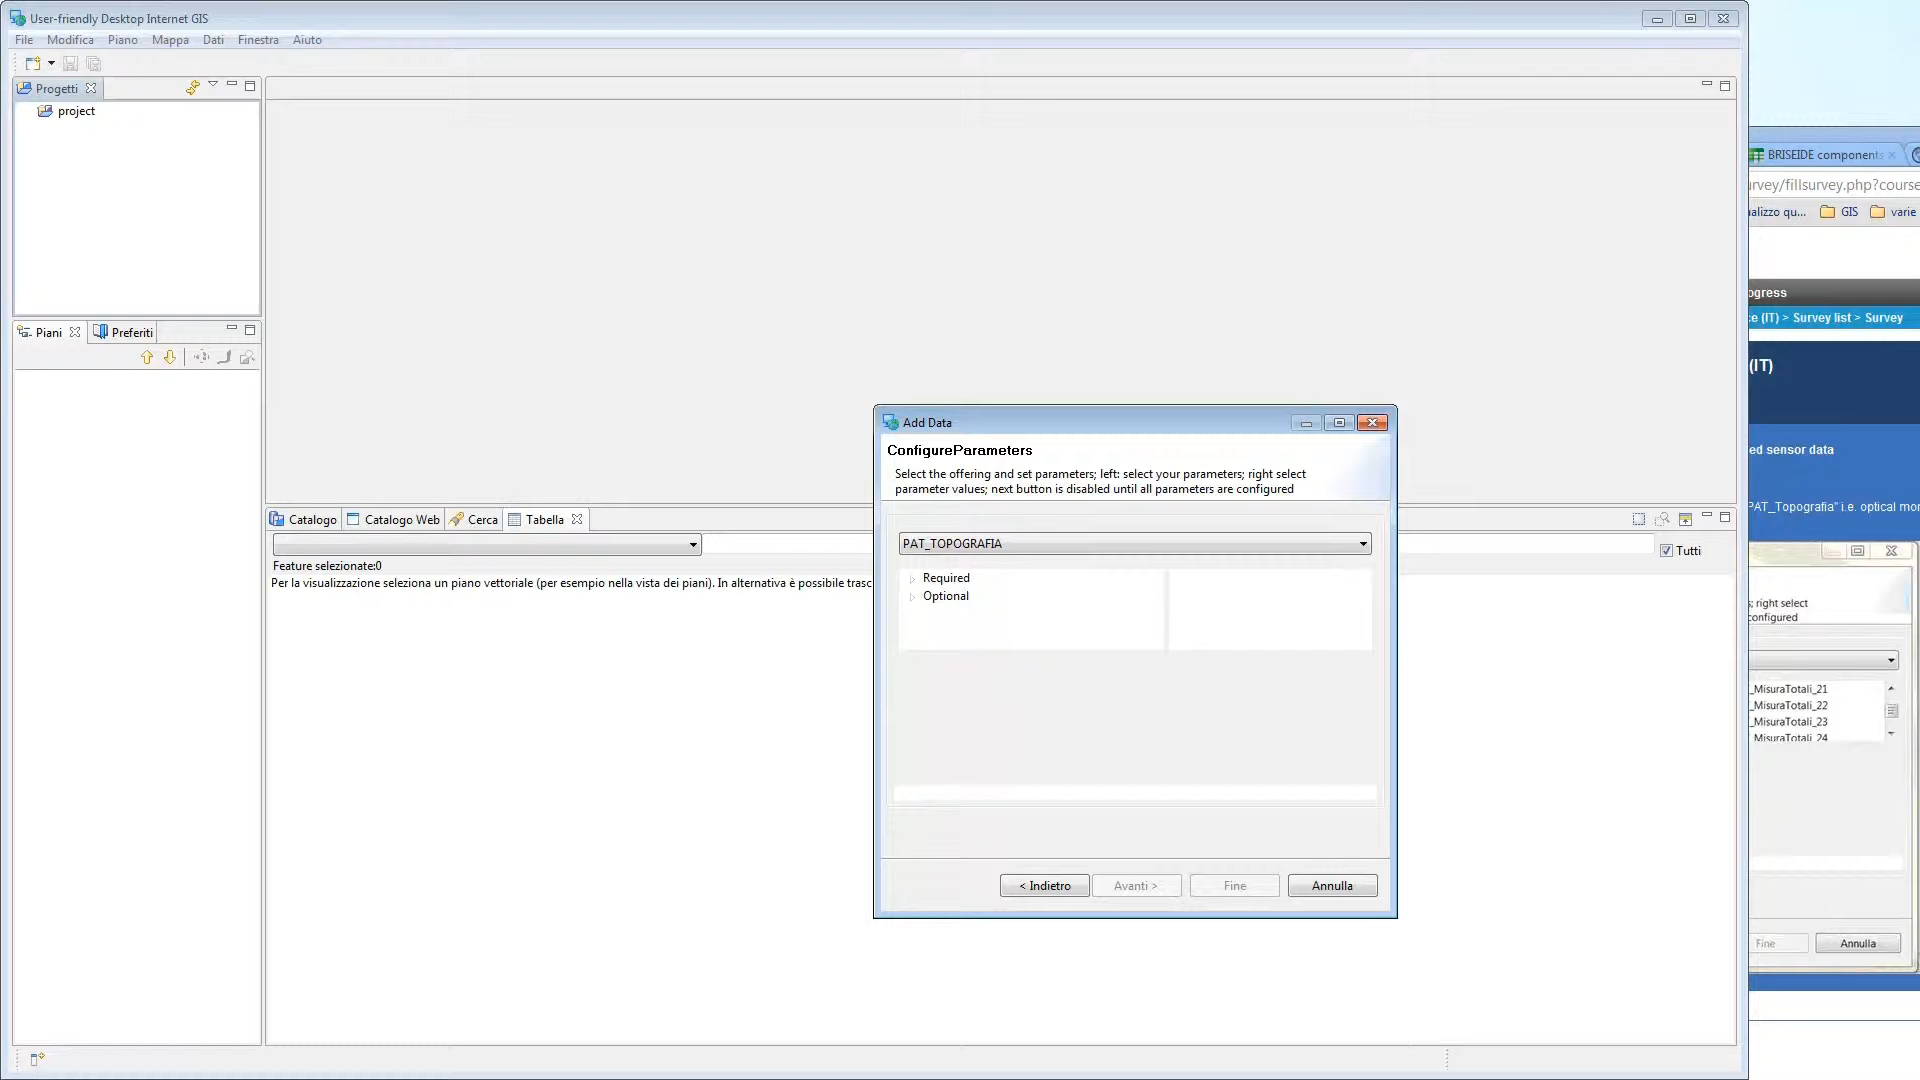 User-friendly Desktop Internet GIS
File Modifica Piano Mappa Dati Finestra Aiuto
Progetti
project
Piani Preferiti
Catalogo Catalogo Web Cerca Tabella
Tutti
Feature selezionate:0
Per la visualizzazione seleziona un piano vettoriale (per esempio nella vista dei piani). In alternativa è possibile trasc
Add Data
ConfigureParameters
Select the offering and set parameters; left: select your parameters; right select
parameter values; next button is disabled until all parameters are configured
PAT_TOPOGRAFIA
Required
Optional
< Indietro Avanti > Fine Annulla
BRISEIDE components
urvey/fillsurvey.php?course
alizzo qu... GIS varie
ogress
ce (IT) > Survey list > Survey
(IT)
ed sensor data
PAT_Topografia" i.e. optical mor
s; right select
configured
_MisuraTotali_21
_MisuraTotali_22
_MisuraTotali_23
_MisuraTotali_24
Fine Annulla